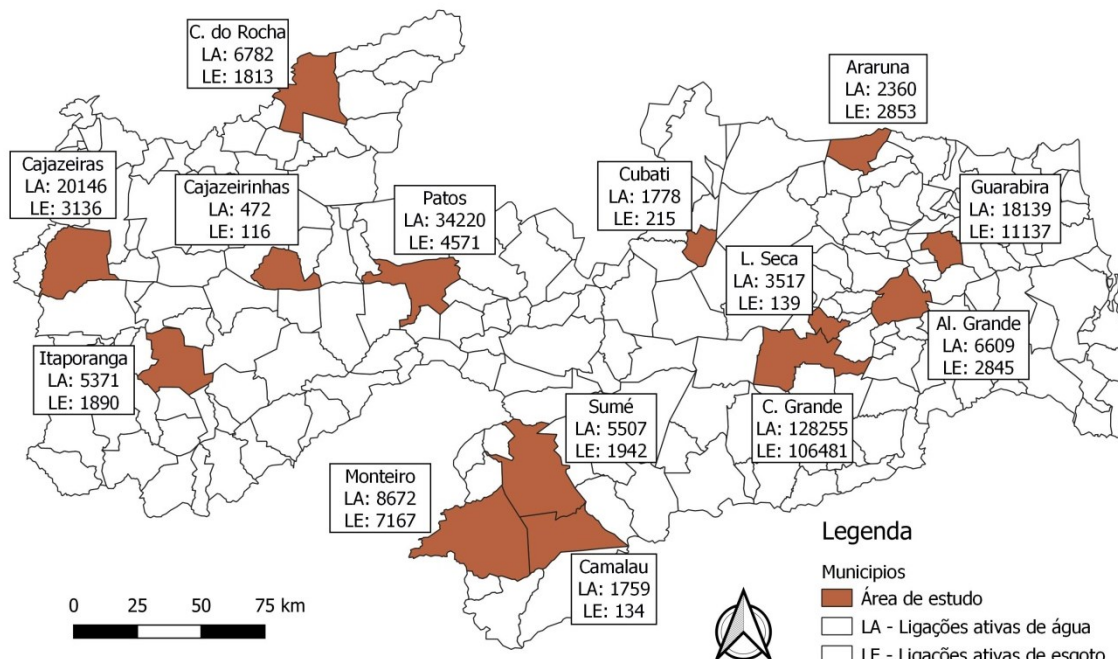 C. do Rocha
LA: 6782
LE: 1813
Araruna
LA: 2360
LE: 2853
Cajazeiras
LA: 20146
LE: 3136
Cajazeirinhas
LA: 472
LE: 116
Patos
LA: 34220
LE: 4571
Cubati
LA: 1778
LE: 215
Guarabira
LA: 18139
LE: 11137
L. Seca
LA: 3517
LE: 139
Itaporanga
LA: 5371
LE: 1890
Al. Grande
LA: 6609
LE: 2845
Sumé
LA: 5507
LE: 1942
C. Grande
LA: 128255
LE: 106481
Monteiro
LA: 8672
LE: 7167
Camalau
LA: 1759
LE: 134
0 25 50 75 km
Legenda
Municipios
Área de estudo
LA - Ligações ativas de água
LE - Ligações ativas de esgoto